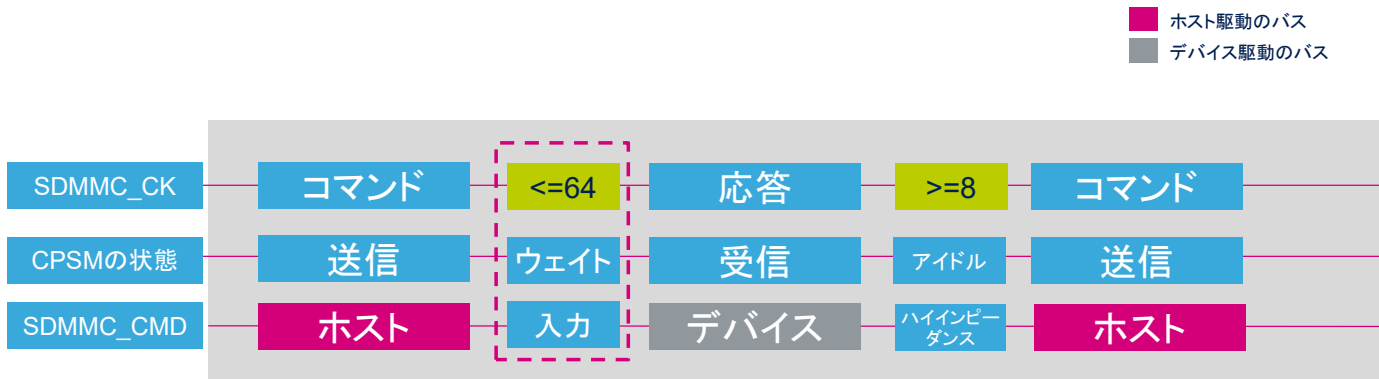 ホスト駆動のバス
デバイス駆動のバス
SDMMC_CK コマンド <=64 応答 >=8 コマンド
CPSMの状態 送信 ウェイト 受信 アイドル 送信
SDMMC_CMD ホスト 入力 デバイス ハイインピー
ダンス ホスト